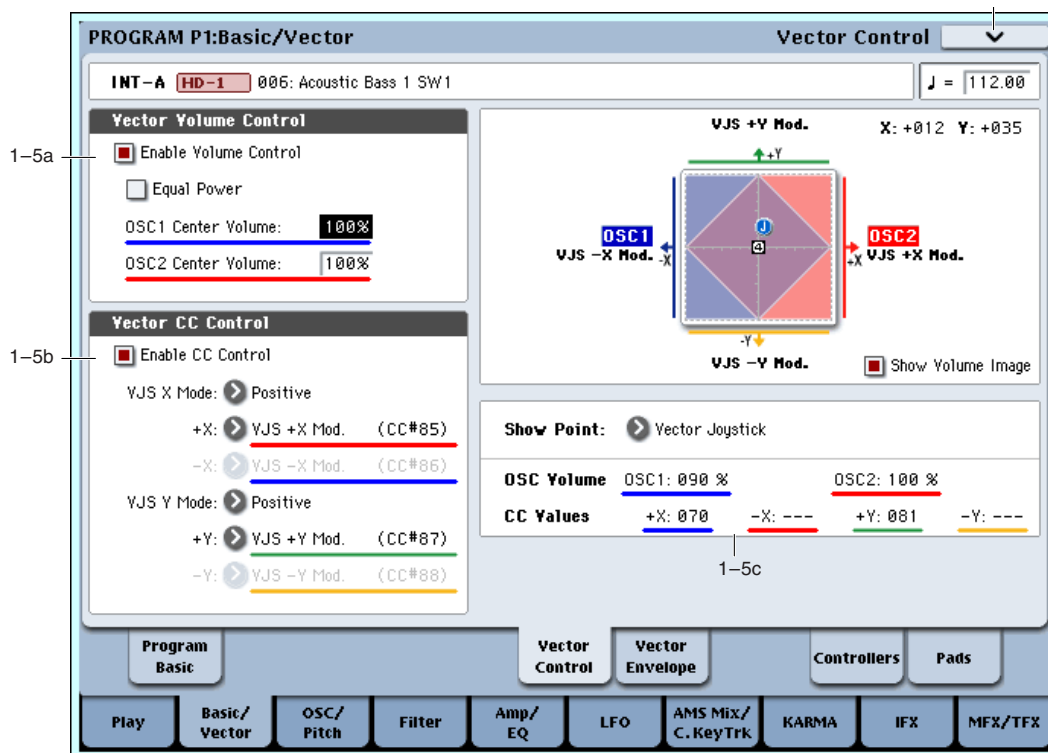 PROGRAM P1:Basic/Vector Vector Control
INT-A HD-1 006: Acoustic Bass 1 SW1 ♩ = 112.00
Vector Volume Control
1–5a
Enable Volume Control
Equal Power
OSC1 Center Volume: 100%
OSC2 Center Volume: 100%
VJS +Y Mod. X: +012 Y: +035
+Y
OSC1
VJS -X Mod. -X
J
4
OSC2
+X VJS +X Mod.
-Y
VJS -Y Mod.
Show Volume Image
Vector CC Control
1–5b
Enable CC Control
VJS X Mode: Positive
+X: VJS +X Mod. (CC#85)
-X: VJS -X Mod. (CC#86)
VJS Y Mode: Positive
+Y: VJS +Y Mod. (CC#87)
-Y: VJS -Y Mod. (CC#88)
Show Point: Vector Joystick
OSC Volume OSC1: 090 % OSC2: 100 %
CC Values +X: 070 -X: --- +Y: 081 -Y: ---
1–5c
Program Basic
Vector Control
Vector Envelope
Controllers
Pads
Play
Basic/ Vector
OSC/ Pitch
Filter
Amp/ EQ
LFO
AMS Mix/ C.KeyTrk
KARMA
IFX
MFX/TFX